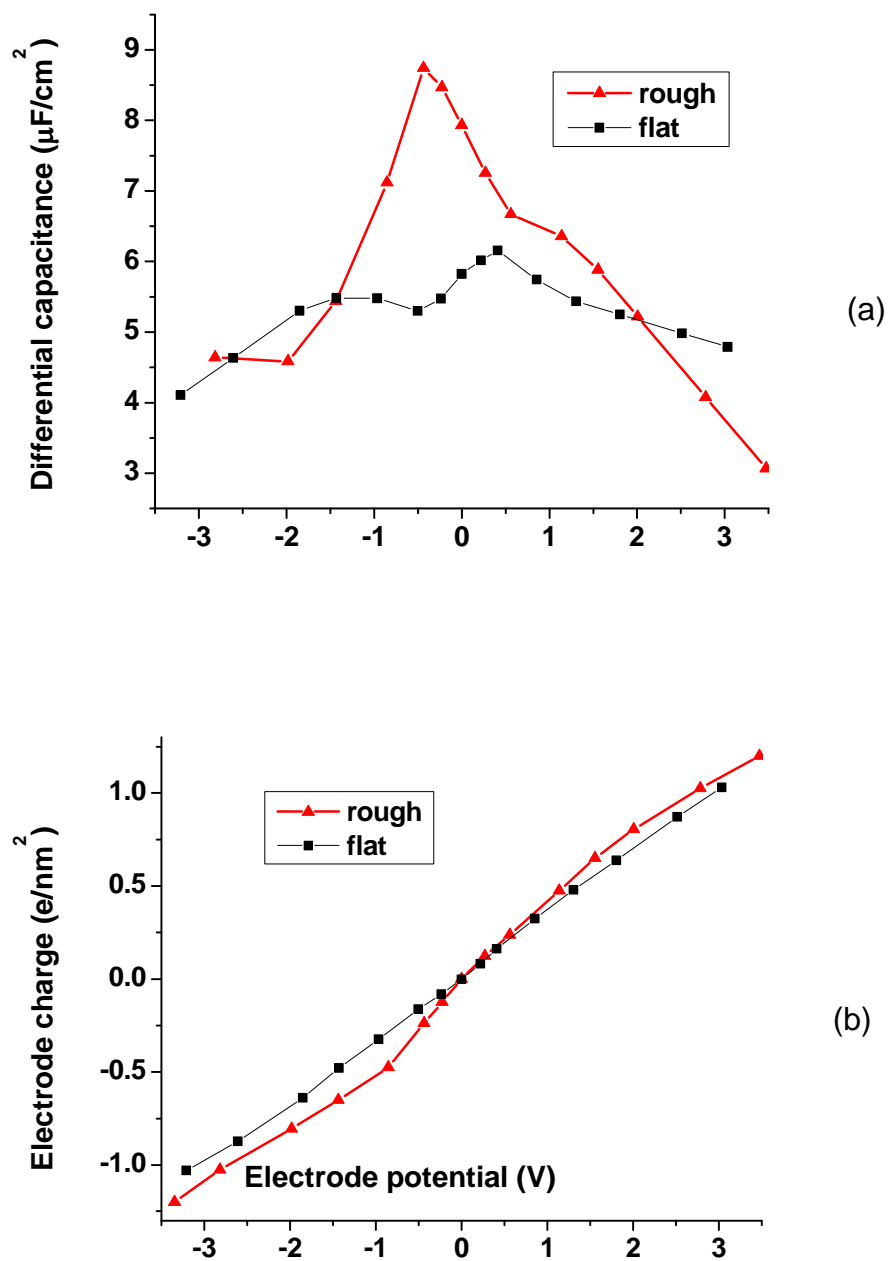 Differential capacitance (μF/cm²)
9
8
7
6
5
4
3
-3 -2 -1 0 1 2 3
rough
flat
(a)
Electrode charge (e/nm²)
1.0
0.5
0.0
-0.5
-1.0
rough
flat
(b)
Electrode potential (V)
-3 -2 -1 0 1 2 3